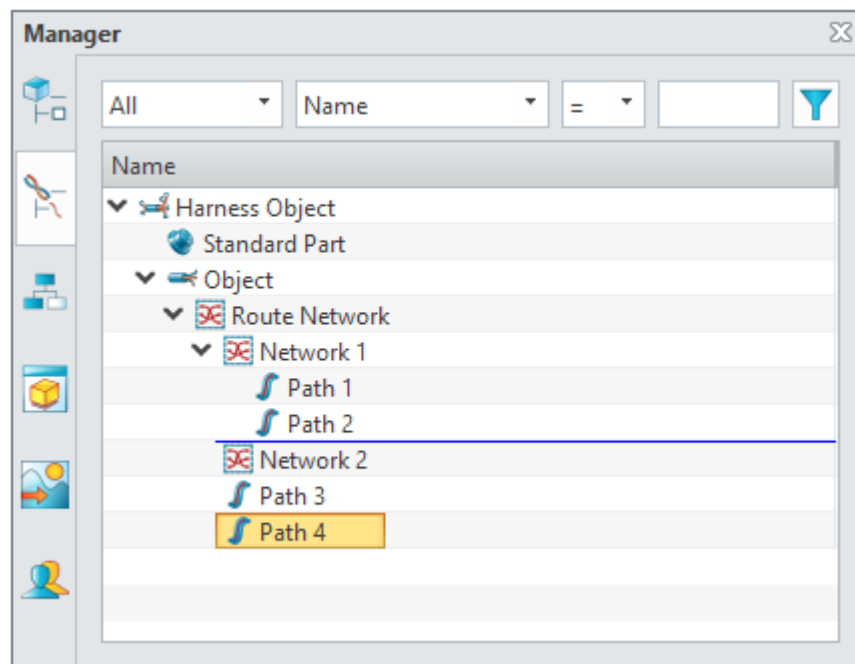 Manager
All Name =
Name
Harness Object
Standard Part
Object
Route Network
Network 1
Path 1
Path 2
Network 2
Path 3
Path 4